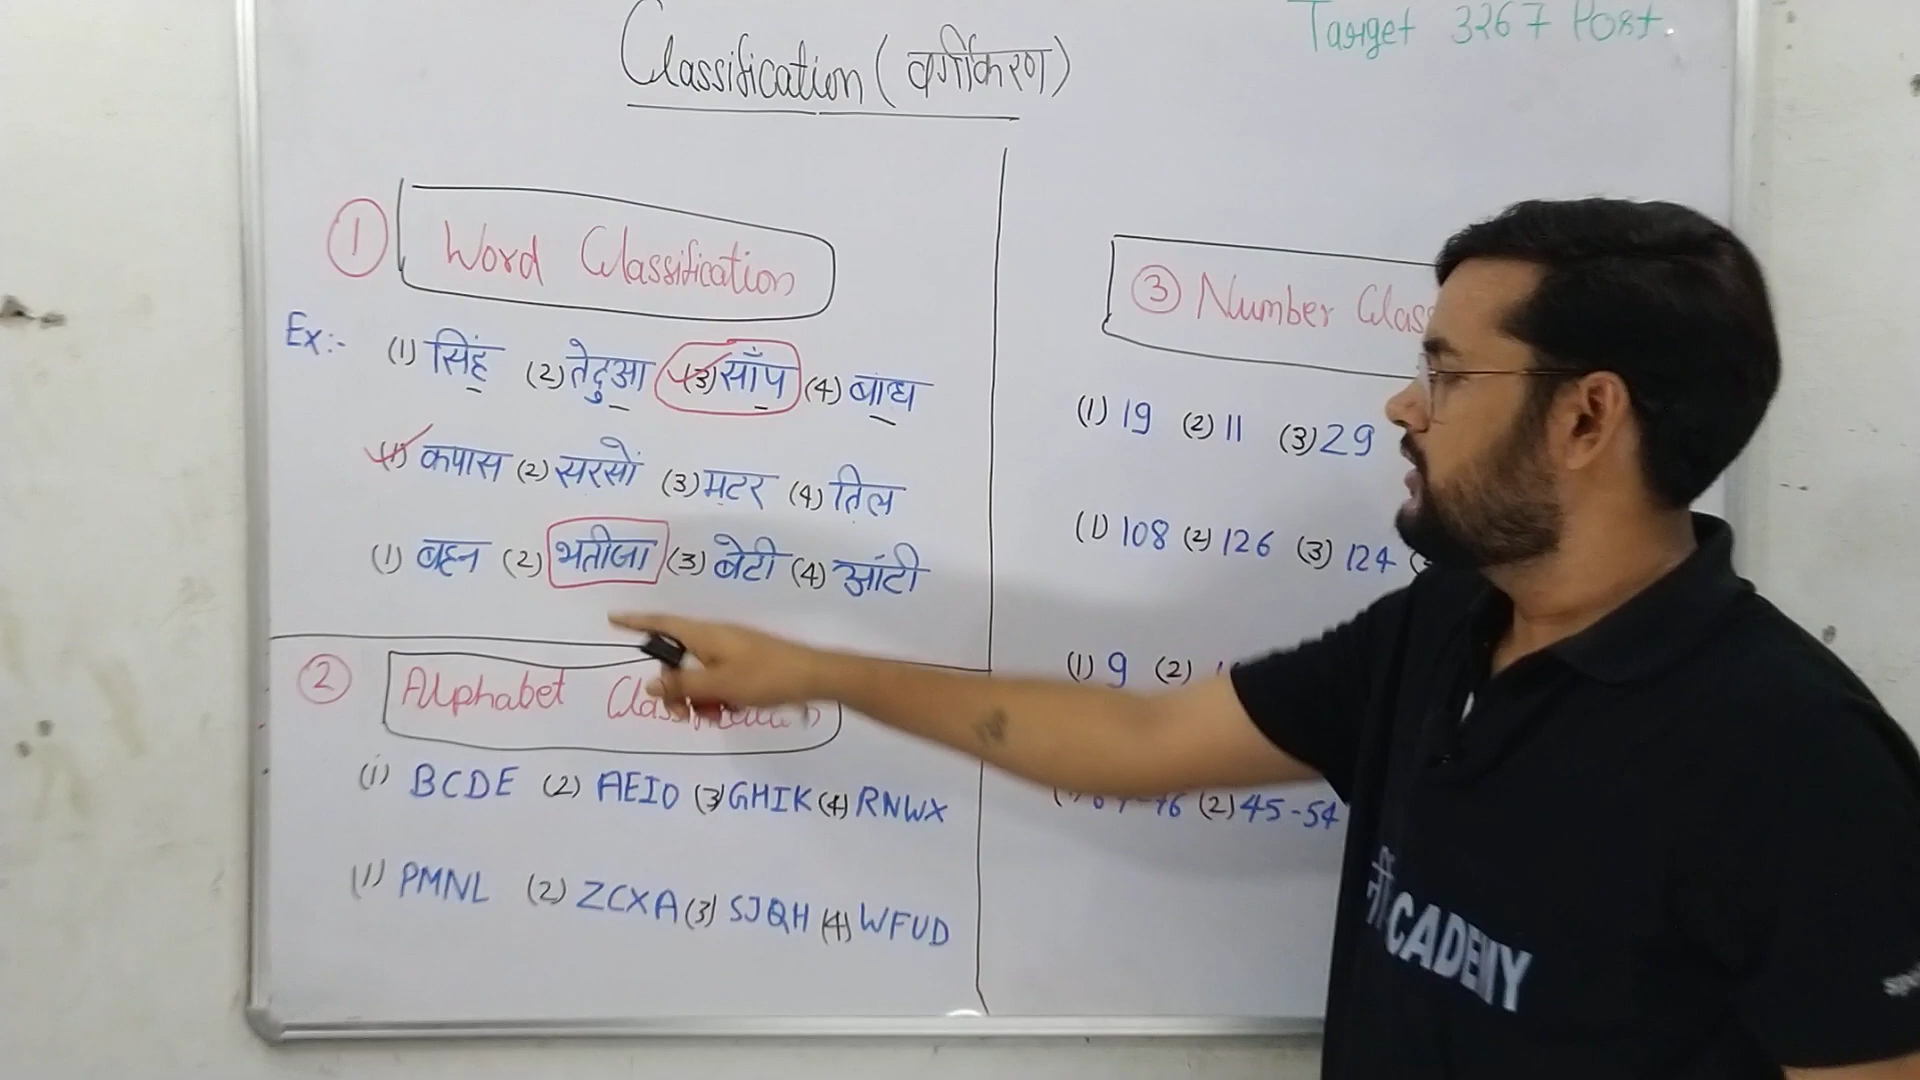 Classification (वर्गीकरण)
Target 3267 Post.
① Word Classification
Ex:- (1) सिंह (2) तेदुआ (3) साँप (4) बाघ
(1) कपास (2) सरसों (3) मटर (4) तिल
(1) बहन (2) भतीजा (3) बेटी (4) आंटी
② Alphabet
(1) BCDE (2) AEIO (3) GHIK (4) RNWX
(1) PMNL (2) ZCXA (3) SJQH (4) WFUD
③ Number
(1) 19 (2) 11 (3) 29
(1) 108 (2) 126 (3) 124
(1) 9 (2)
(2) 45-54
CADEMY